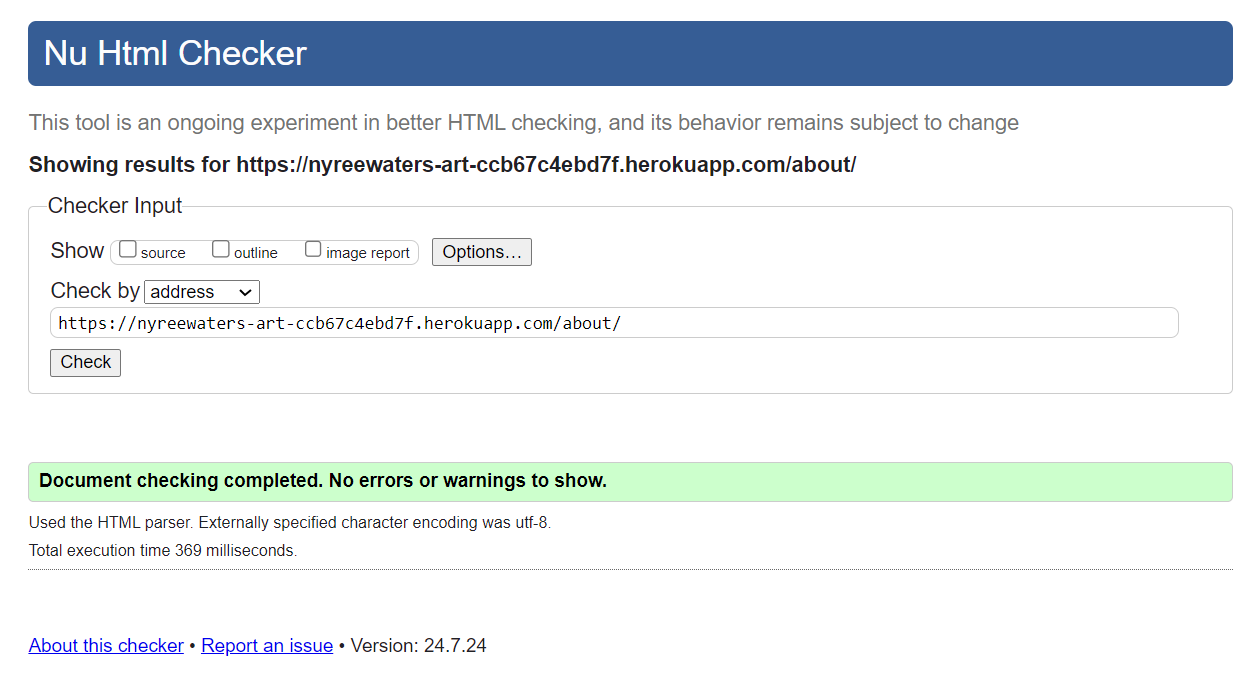 Nu Html Checker
This tool is an ongoing experiment in better HTML checking, and its behavior remains subject to change
Showing results for https://nyreewaters-art-ccb67c4ebd7f.herokuapp.com/about/
Checker Input
Show source outline image report Options…
Check by address
https://nyreewaters-art-ccb67c4ebd7f.herokuapp.com/about/
Check
Document checking completed. No errors or warnings to show.
Used the HTML parser. Externally specified character encoding was utf-8.
Total execution time 369 milliseconds.
About this checker • Report an issue • Version: 24.7.24